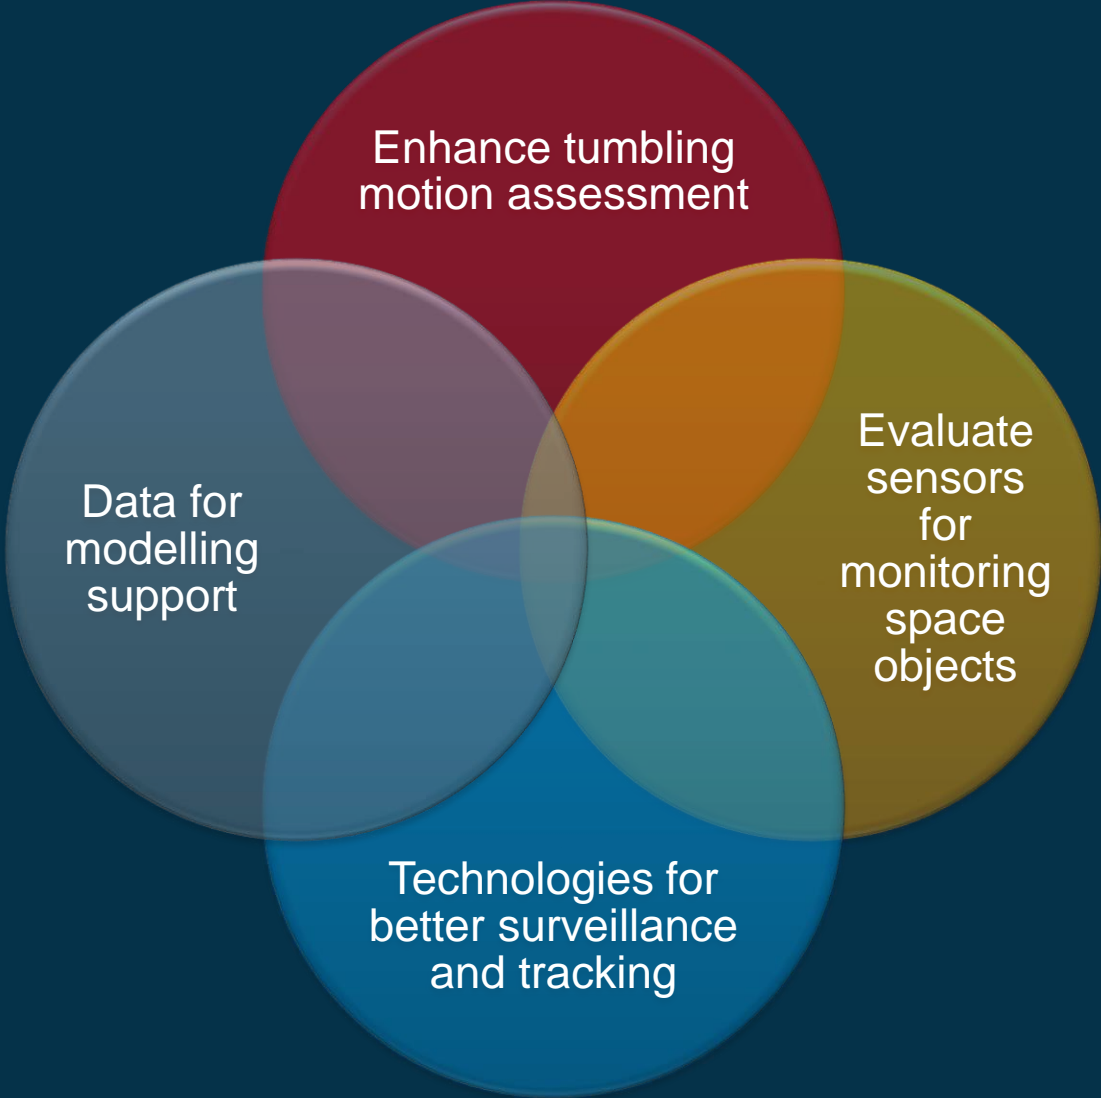 Enhance tumbling
motion assessment
Evaluate
sensors
for
monitoring
space
objects
Data for
modelling
support
Technologies for
better surveillance
and tracking